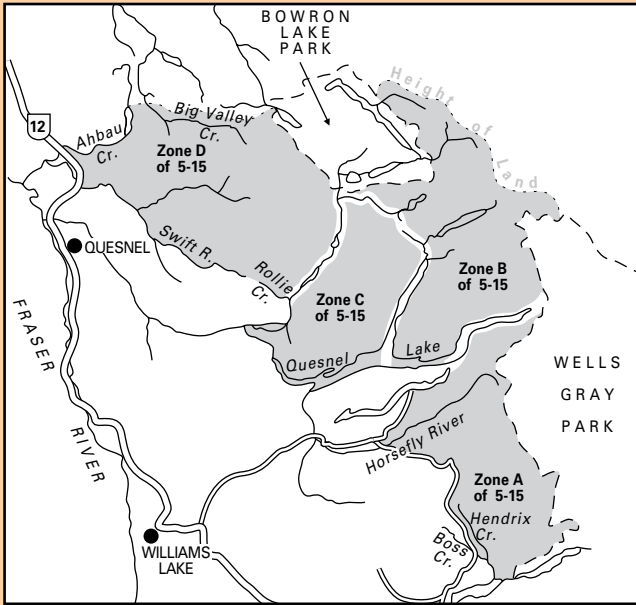 BOWRON
LAKE
PARK
Height of Land
12
Ahbau
Cr.
Big Valley
Cr.
Zone D
of 5-15
QUESNEL
Swift R.
Rollie
Cr.
Zone C
of 5-15
Zone B
of 5-15
FRASER
RIVER
Quesnel
Lake
WELLS
GRAY
PARK
Horsefly River
Zone A
of 5-15
Hendrix
Cr.
Boss
Cr.
WILLIAMS
LAKE